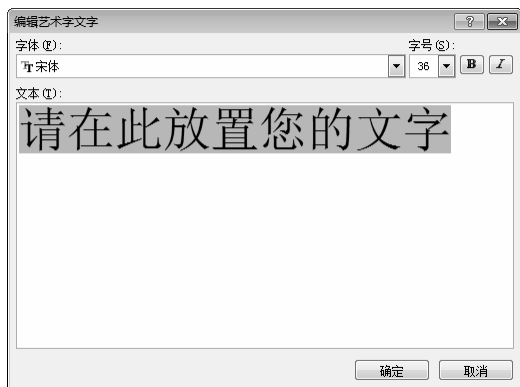 编辑艺术字文字
字体(F): 字号(S):
宋体 36 B I
文本(T):
请在此放置您的文字
确定 取消